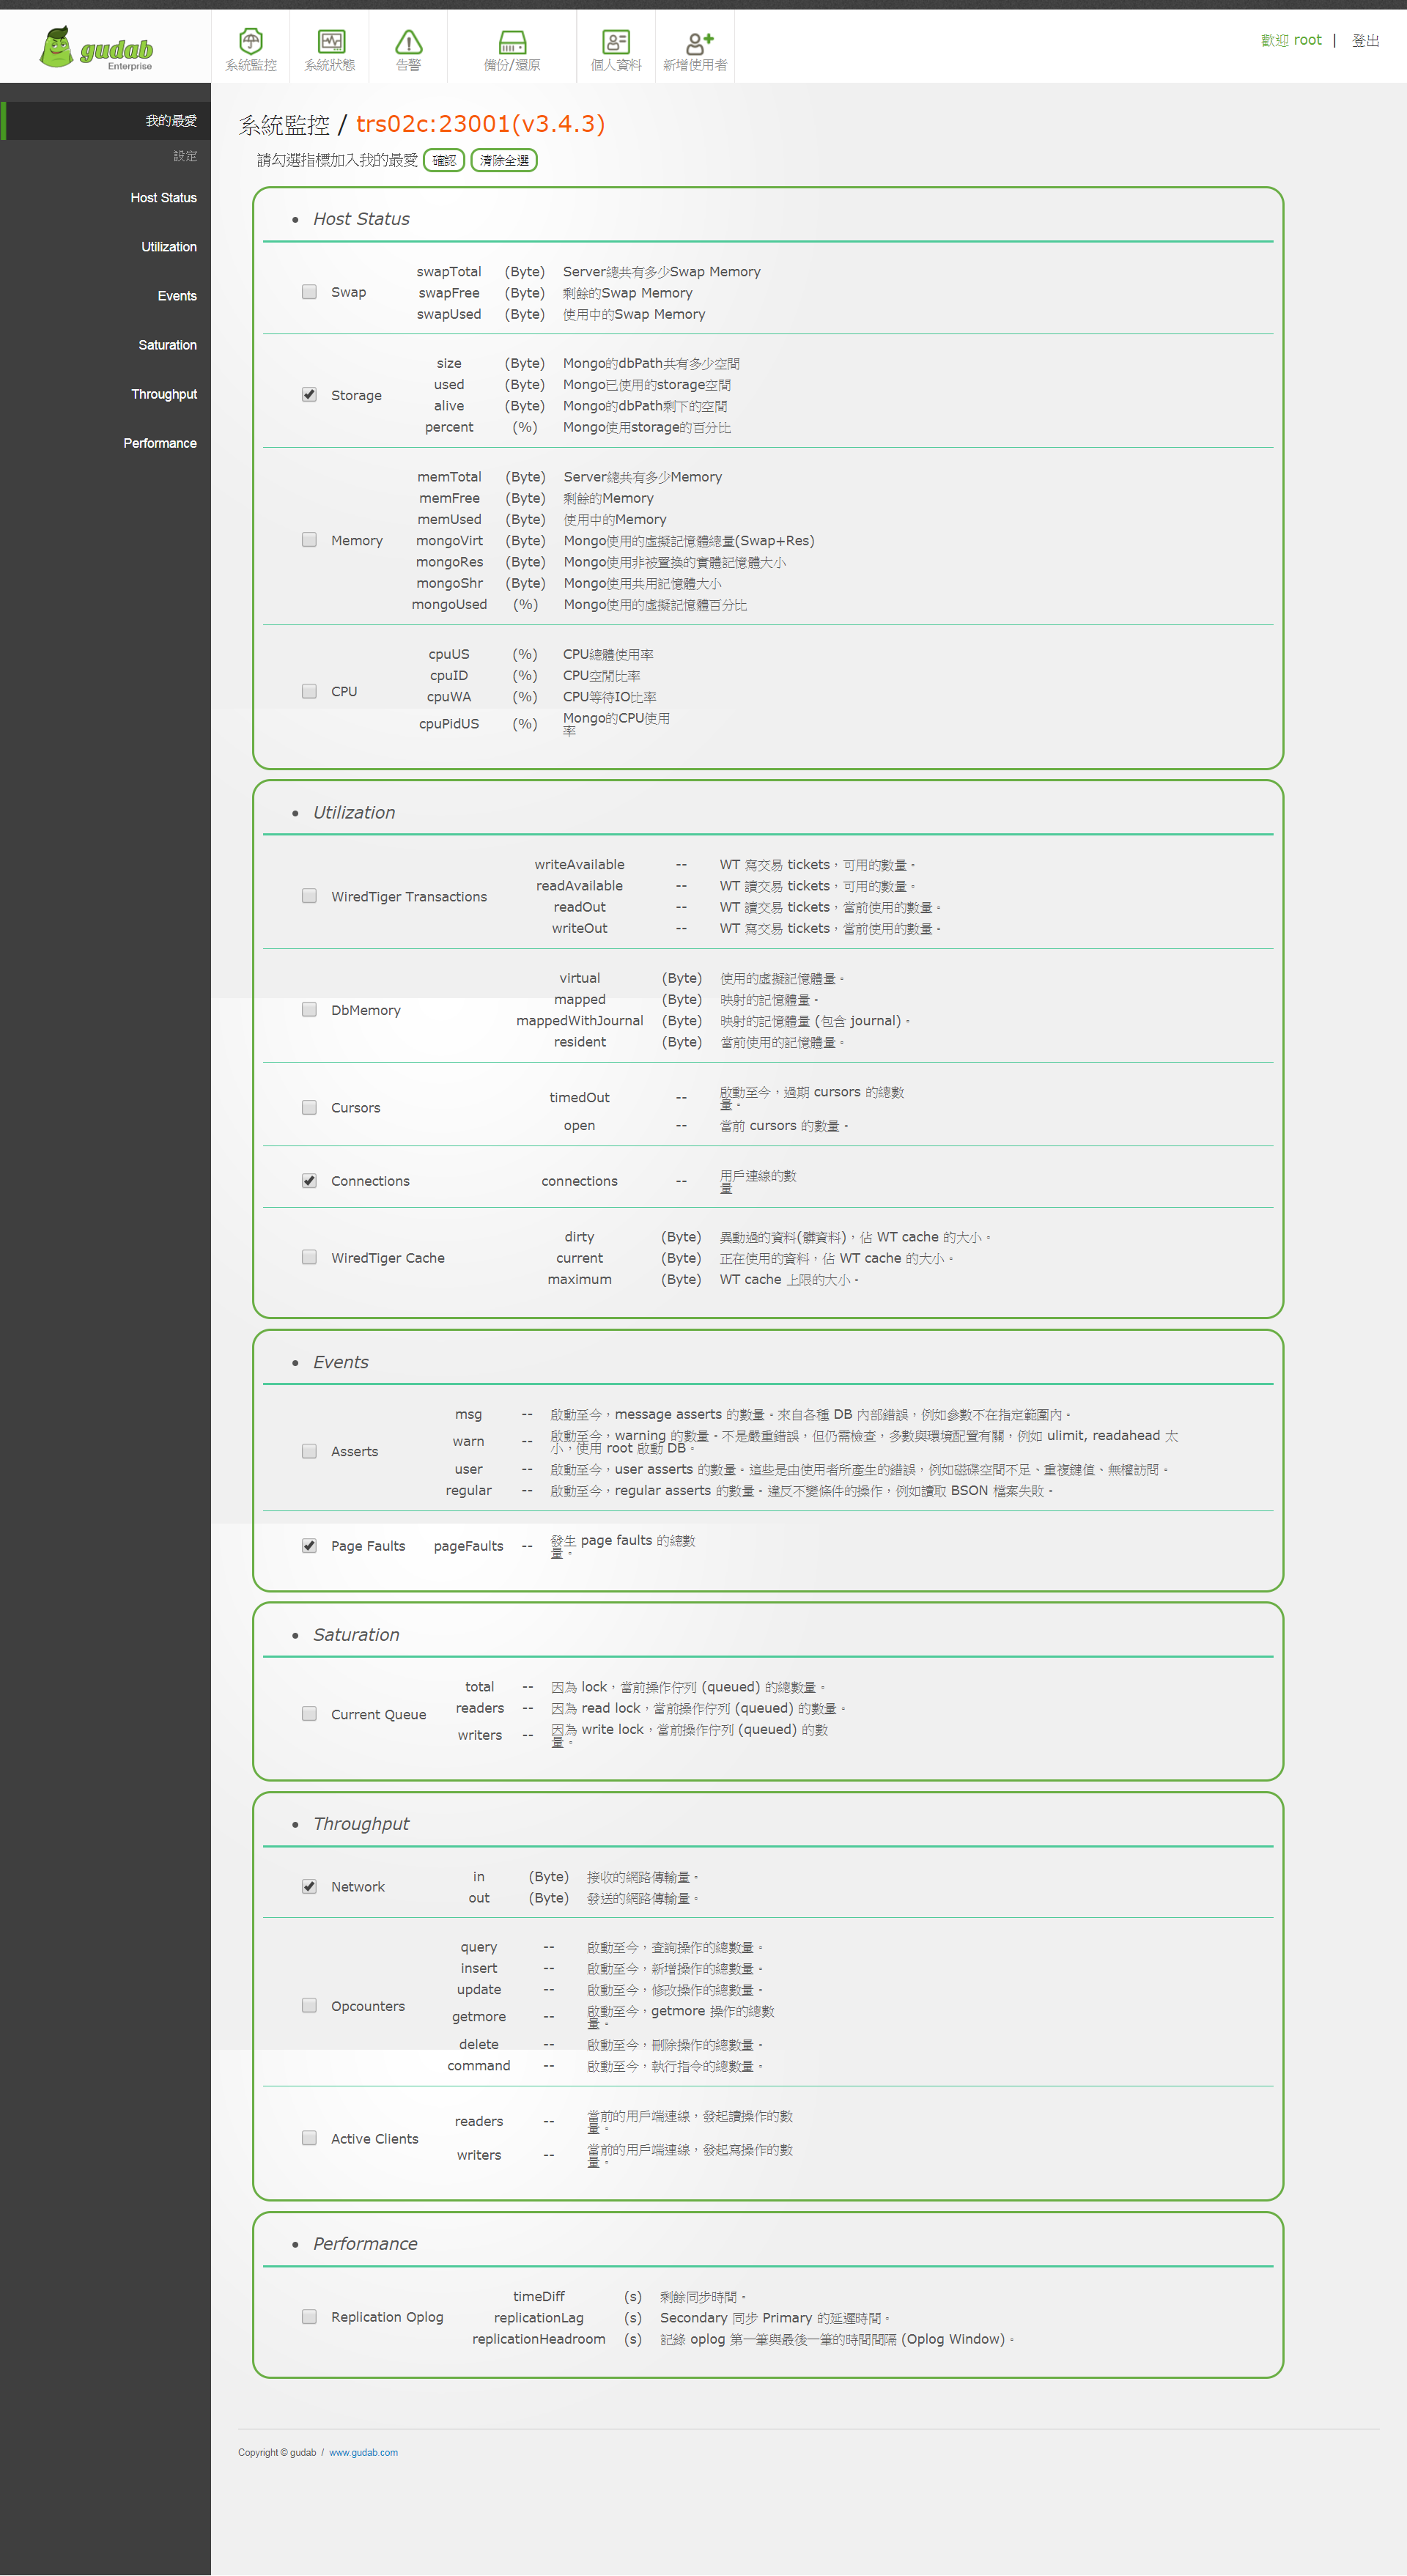 gudab
Enterprise
系統監控
系統狀態
告警
備份/還原
個人資料
新增使用者
歡迎 root | 登出
我的最愛
設定
Host Status
Utilization
Events
Saturation
Throughput
Performance
系統監控 / trs02c:23001(v3.4.3)
請勾選指標加入我的最愛 確認 清除全選
• Host Status
Swap
swapTotal (Byte) Server總共有多少Swap Memory
swapFree (Byte) 剩餘的Swap Memory
swapUsed (Byte) 使用中的Swap Memory
Storage
size (Byte) Mongo的dbPath共有多少空間
used (Byte) Mongo已使用的storage空間
alive (Byte) Mongo的dbPath剩下的空間
percent (%) Mongo使用storage的百分比
Memory
memTotal (Byte) Server總共有多少Memory
memFree (Byte) 剩餘的Memory
memUsed (Byte) 使用中的Memory
mongoVirt (Byte) Mongo使用的虛擬記憶體總量(Swap+Res)
mongoRes (Byte) Mongo使用非被置換的實體記憶體大小
mongoShr (Byte) Mongo使用共用記憶體大小
mongoUsed (%) Mongo使用的虛擬記憶體百分比
CPU
cpuUS (%) CPU總體使用率
cpuID (%) CPU空閒比率
cpuWA (%) CPU等待IO比率
cpuPidUS (%) Mongo的CPU使用
率
• Utilization
WiredTiger Transactions
writeAvailable -- WT 寫交易 tickets，可用的數量。
readAvailable -- WT 讀交易 tickets，可用的數量。
readOut -- WT 讀交易 tickets，當前使用的數量。
writeOut -- WT 寫交易 tickets，當前使用的數量。
DbMemory
virtual (Byte) 使用的虛擬記憶體量。
mapped (Byte) 映射的記憶體量。
mappedWithJournal (Byte) 映射的記憶體量 (包含 journal)。
resident (Byte) 當前使用的記憶體量。
Cursors
timedOut -- 啟動至今，過期 cursors 的總數
量。
open -- 當前 cursors 的數量。
Connections
connections -- 用戶連線的數
量
WiredTiger Cache
dirty (Byte) 異動過的資料(髒資料)，佔 WT cache 的大小。
current (Byte) 正在使用的資料，佔 WT cache 的大小。
maximum (Byte) WT cache 上限的大小。
• Events
Asserts
msg -- 啟動至今，message asserts 的數量。來自各種 DB 內部錯誤，例如參數不在指定範圍內。
warn -- 啟動至今，warning 的數量。不是嚴重錯誤，但仍需檢查，多數與環境配置有關，例如 ulimit, readahead 太
小，使用 root 啟動 DB。
user -- 啟動至今，user asserts 的數量。這些是由使用者所產生的錯誤，例如磁碟空間不足、重複鍵值、無權訪問。
regular -- 啟動至今，regular asserts 的數量。違反不變條件的操作，例如讀取 BSON 檔案失敗。
Page Faults
pageFaults -- 發生 page faults 的總數
量。
• Saturation
Current Queue
total -- 因為 lock，當前操作佇列 (queued) 的總數量。
readers -- 因為 read lock，當前操作佇列 (queued) 的數量。
writers -- 因為 write lock，當前操作佇列 (queued) 的數
量。
• Throughput
Network
in (Byte) 接收的網路傳輸量。
out (Byte) 發送的網路傳輸量。
Opcounters
query -- 啟動至今，查詢操作的總數量。
insert -- 啟動至今，新增操作的總數量。
update -- 啟動至今，修改操作的總數量。
getmore -- 啟動至今，getmore 操作的總數
量。
delete -- 啟動至今，刪除操作的總數量。
command -- 啟動至今，執行指令的總數量。
Active Clients
readers -- 當前的用戶端連線，發起讀操作的數
量。
writers -- 當前的用戶端連線，發起寫操作的數
量。
• Performance
Replication Oplog
timeDiff (s) 剩餘同步時間。
replicationLag (s) Secondary 同步 Primary 的延遲時間。
replicationHeadroom (s) 記錄 oplog 第一筆與最後一筆的時間間隔 (Oplog Window)。
Copyright © gudab / www.gudab.com